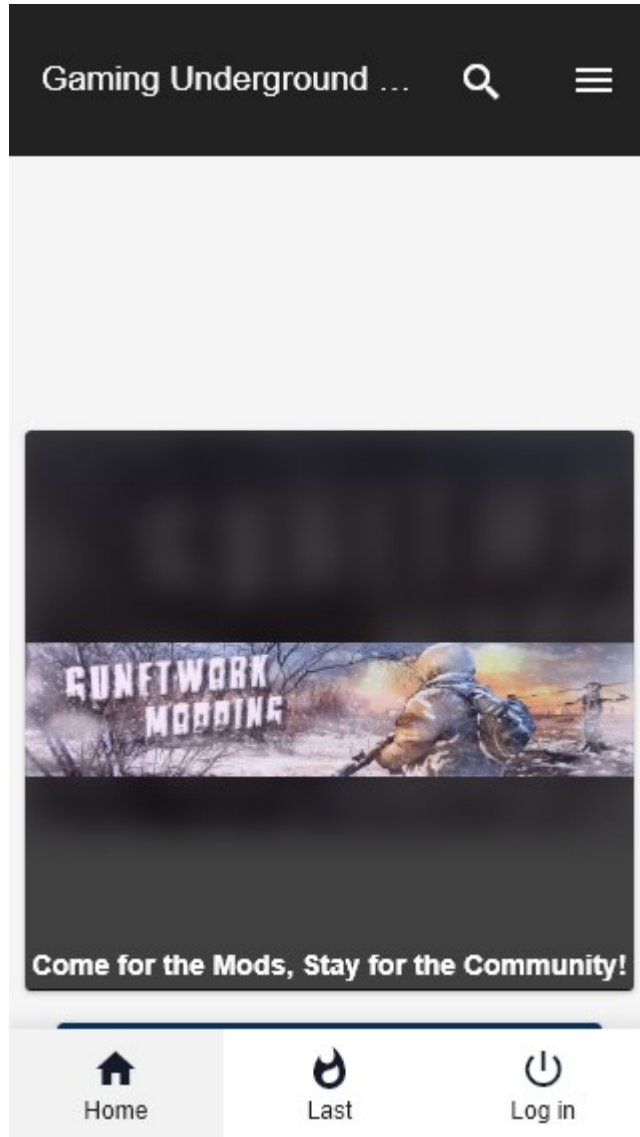 Gaming Underground ...
GUNETWORK
MODDING
Come for the Mods, Stay for the Community!
Home
Last
Log in